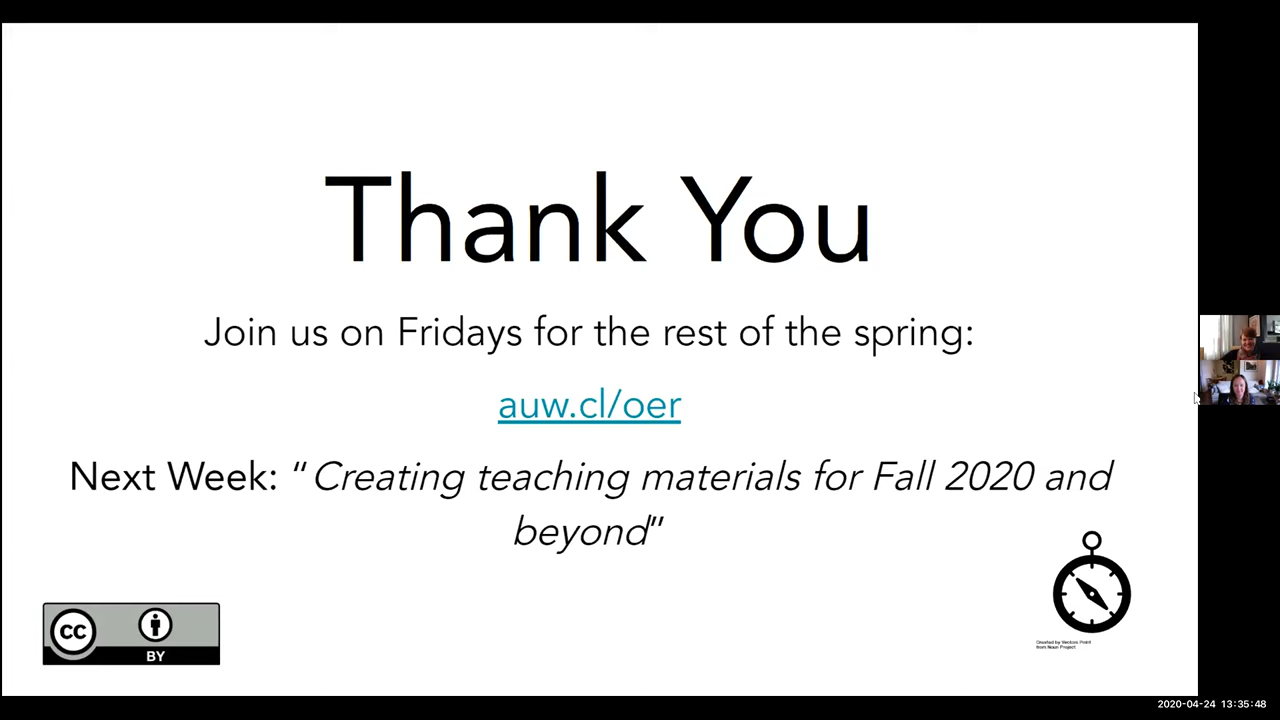 Thank You
Join us on Fridays for the rest of the spring:
auw.cl/oer
Next Week: “Creating teaching materials for Fall 2020 and
beyond”
CC
BY
Created by Vectors Point
from Noun Project
2020-04-24 13:35:48